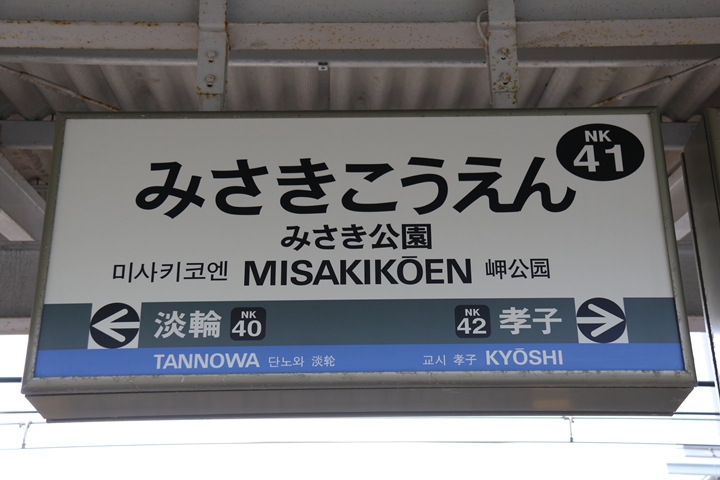 みさきこうえん
NK
41
みさき公園
미사키코엔 MISAKIKŌEN 岬公园
淡輪 NK 40 NK 42 孝子
TANNOWA 단노와 淡轮 교시 孝子 KYŌSHI